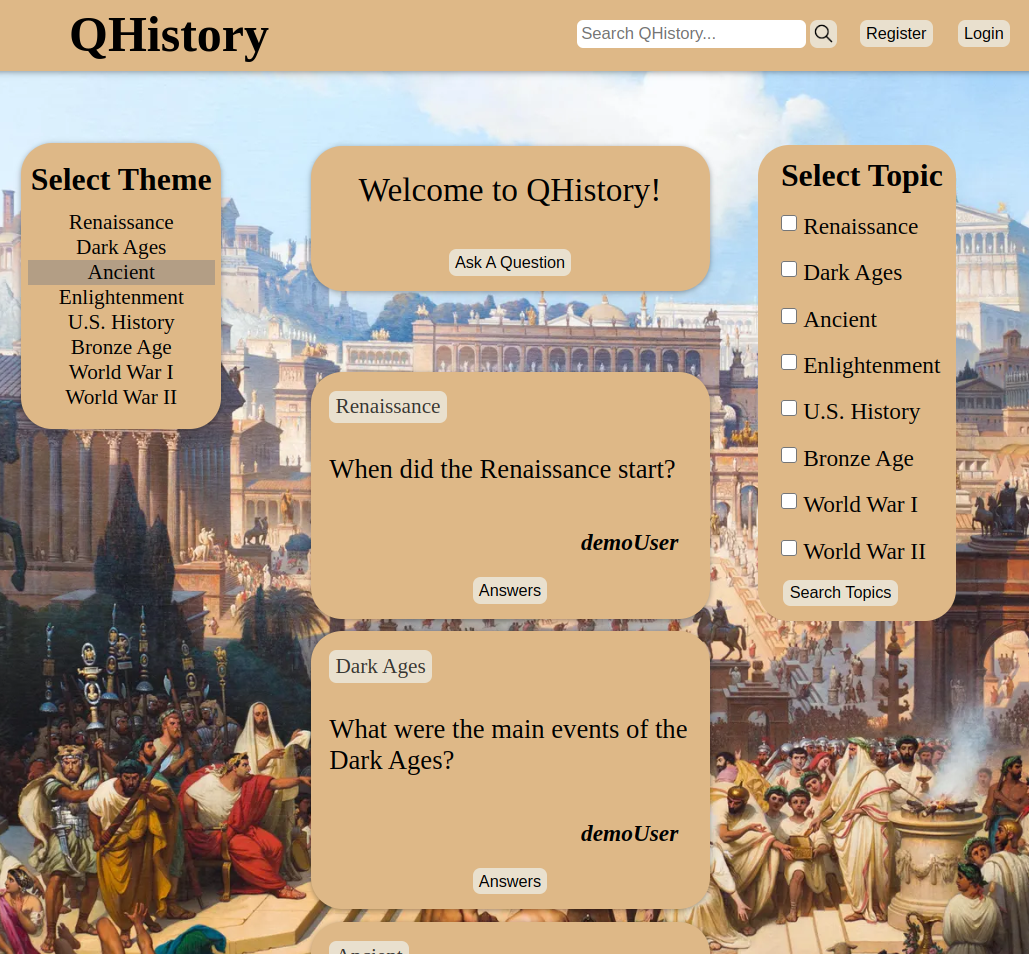 QHistory
Search QHistory...
Register
Login
Select Theme
Renaissance
Dark Ages
Ancient
Enlightenment
U.S. History
Bronze Age
World War I
World War II
Welcome to QHistory!
Ask A Question
Renaissance
When did the Renaissance start?
demoUser
Answers
Dark Ages
What were the main events of the
Dark Ages?
demoUser
Answers
Ancient
Select Topic
Renaissance
Dark Ages
Ancient
Enlightenment
U.S. History
Bronze Age
World War I
World War II
Search Topics